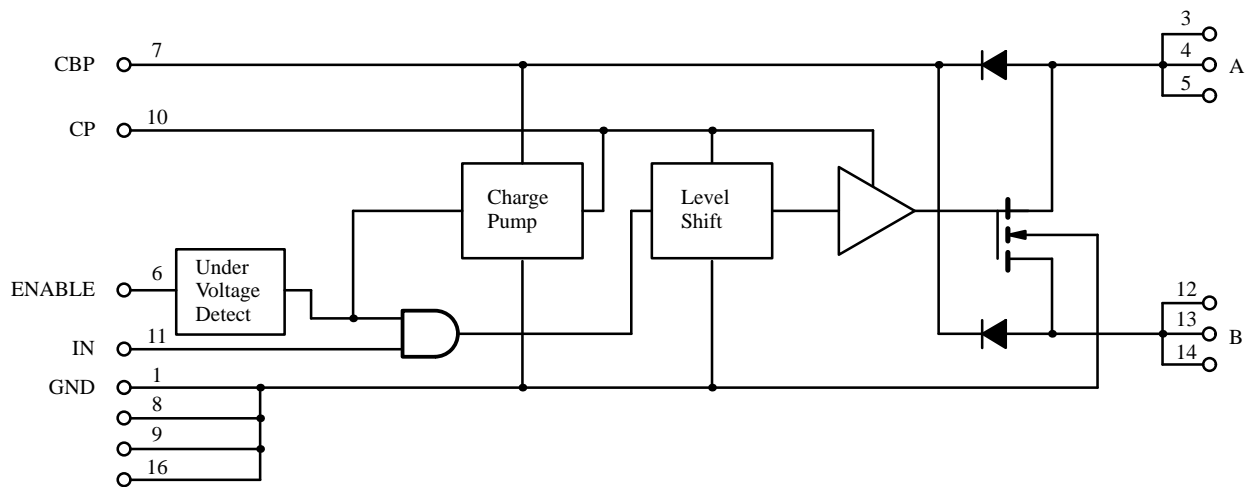 3
CBP 7 4 A
5
CP 10
Charge
Pump
Level
Shift
ENABLE 6
Under
Voltage
Detect
12
13 B
14
IN 11
GND 1
8
9
16